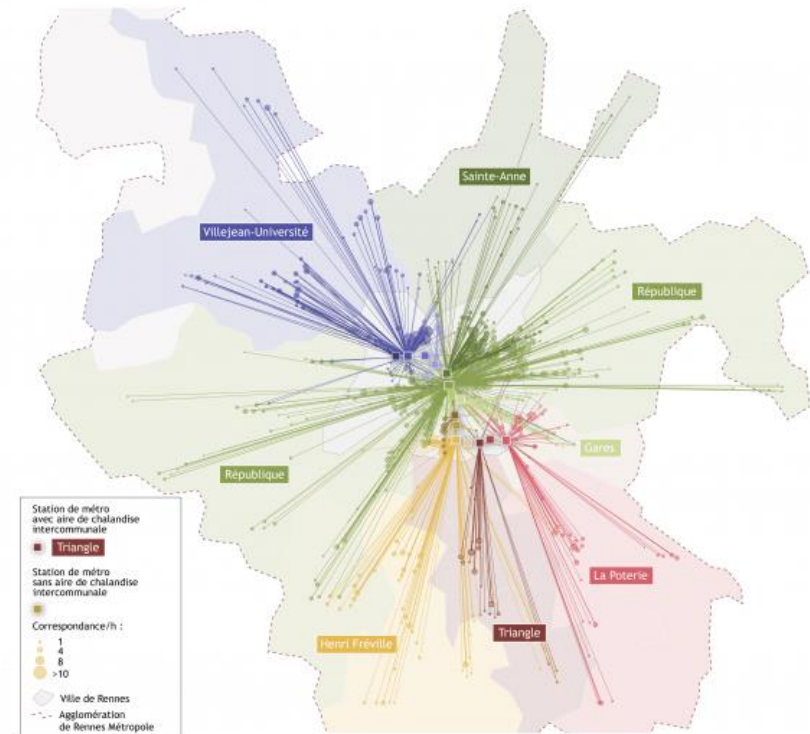 Sainte-Anne
Villejean-Université
République
Gares
République
La Poterie
Triangle
Henri Fréville
Station de métro
avec aire de chalandise
intercommunale
Triangle
Station de métro
sans aire de chalandise
intercommunale
Correspondance/h :
1
4
8
>10
Ville de Rennes
Agglomération
de Rennes Métropole